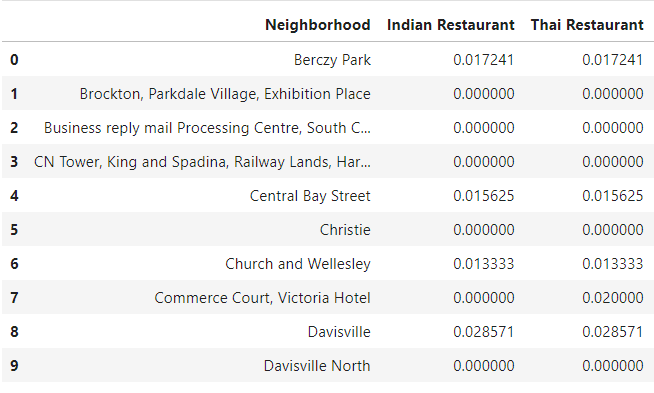 Neighborhood Indian Restaurant Thai Restaurant
0 Berczy Park 0.017241 0.017241
1 Brockton, Parkdale Village, Exhibition Place 0.000000 0.000000
2 Business reply mail Processing Centre, South C... 0.000000 0.000000
3 CN Tower, King and Spadina, Railway Lands, Har... 0.000000 0.000000
4 Central Bay Street 0.015625 0.015625
5 Christie 0.000000 0.000000
6 Church and Wellesley 0.013333 0.013333
7 Commerce Court, Victoria Hotel 0.000000 0.020000
8 Davisville 0.028571 0.028571
9 Davisville North 0.000000 0.000000